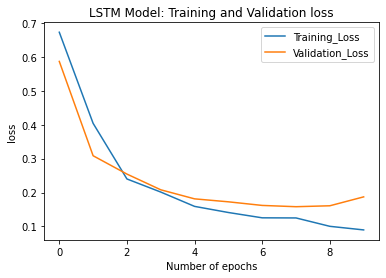 LSTM Model: Training and Validation loss
Training_Loss
Validation_Loss
loss
0.7
0.6
0.5
0.4
0.3
0.2
0.1
0 2 4 6 8
Number of epochs